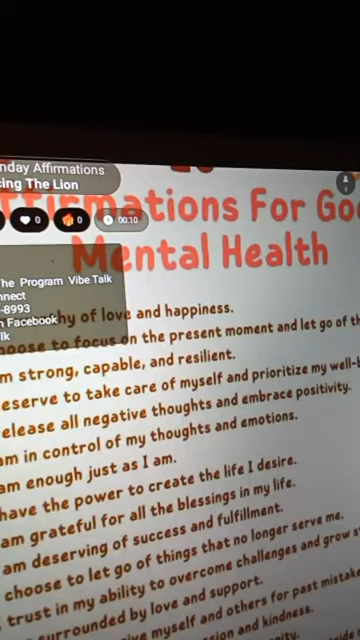 nday Affirmations
ing The Lion
0
0
00:10
Affirmations For Goo
Mental Health
he Program Vibe Talk
nnect
-8993
n Facebook
lk
hy of love and happiness.
hoose to focus on the present moment and let go of th
m strong, capable, and resilient.
eserve to take care of myself and prioritize my well-b
elease all negative thoughts and embrace positivity.
am in control of my thoughts and emotions.
am enough just as I am.
have the power to create the life I desire.
am grateful for all the blessings in my life.
am deserving of success and fulfillment.
choose to let go of things that no longer serve me.
trust in my ability to overcome challenges and grow s
surrounded by love and support.
ive myself and others for past mistake
sion and kindness.